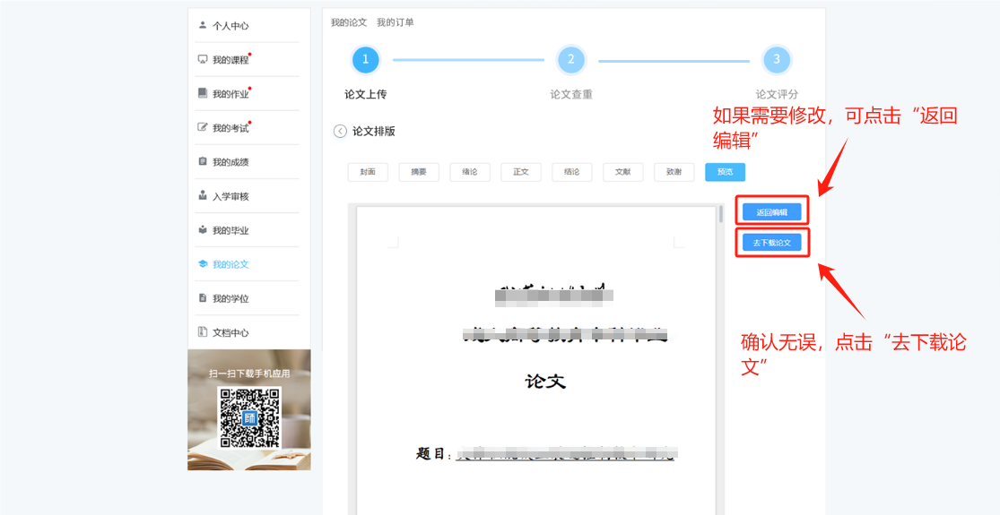 个人中心
我的课程
我的作业
我的考试
我的成绩
入学审核
我的毕业
我的论文
我的学位
文档中心
扫一扫下载手机应用
師
我的论文 我的订单
1 2 3
论文上传 论文查重 论文评分
论文排版
封面 摘要 绪论 正文 结论 文献 致谢 预览
如果需要修改，可点击“返回
编辑”
返回编辑
去下载论文
确认无误，点击“去下载论
文”
论文
题目：